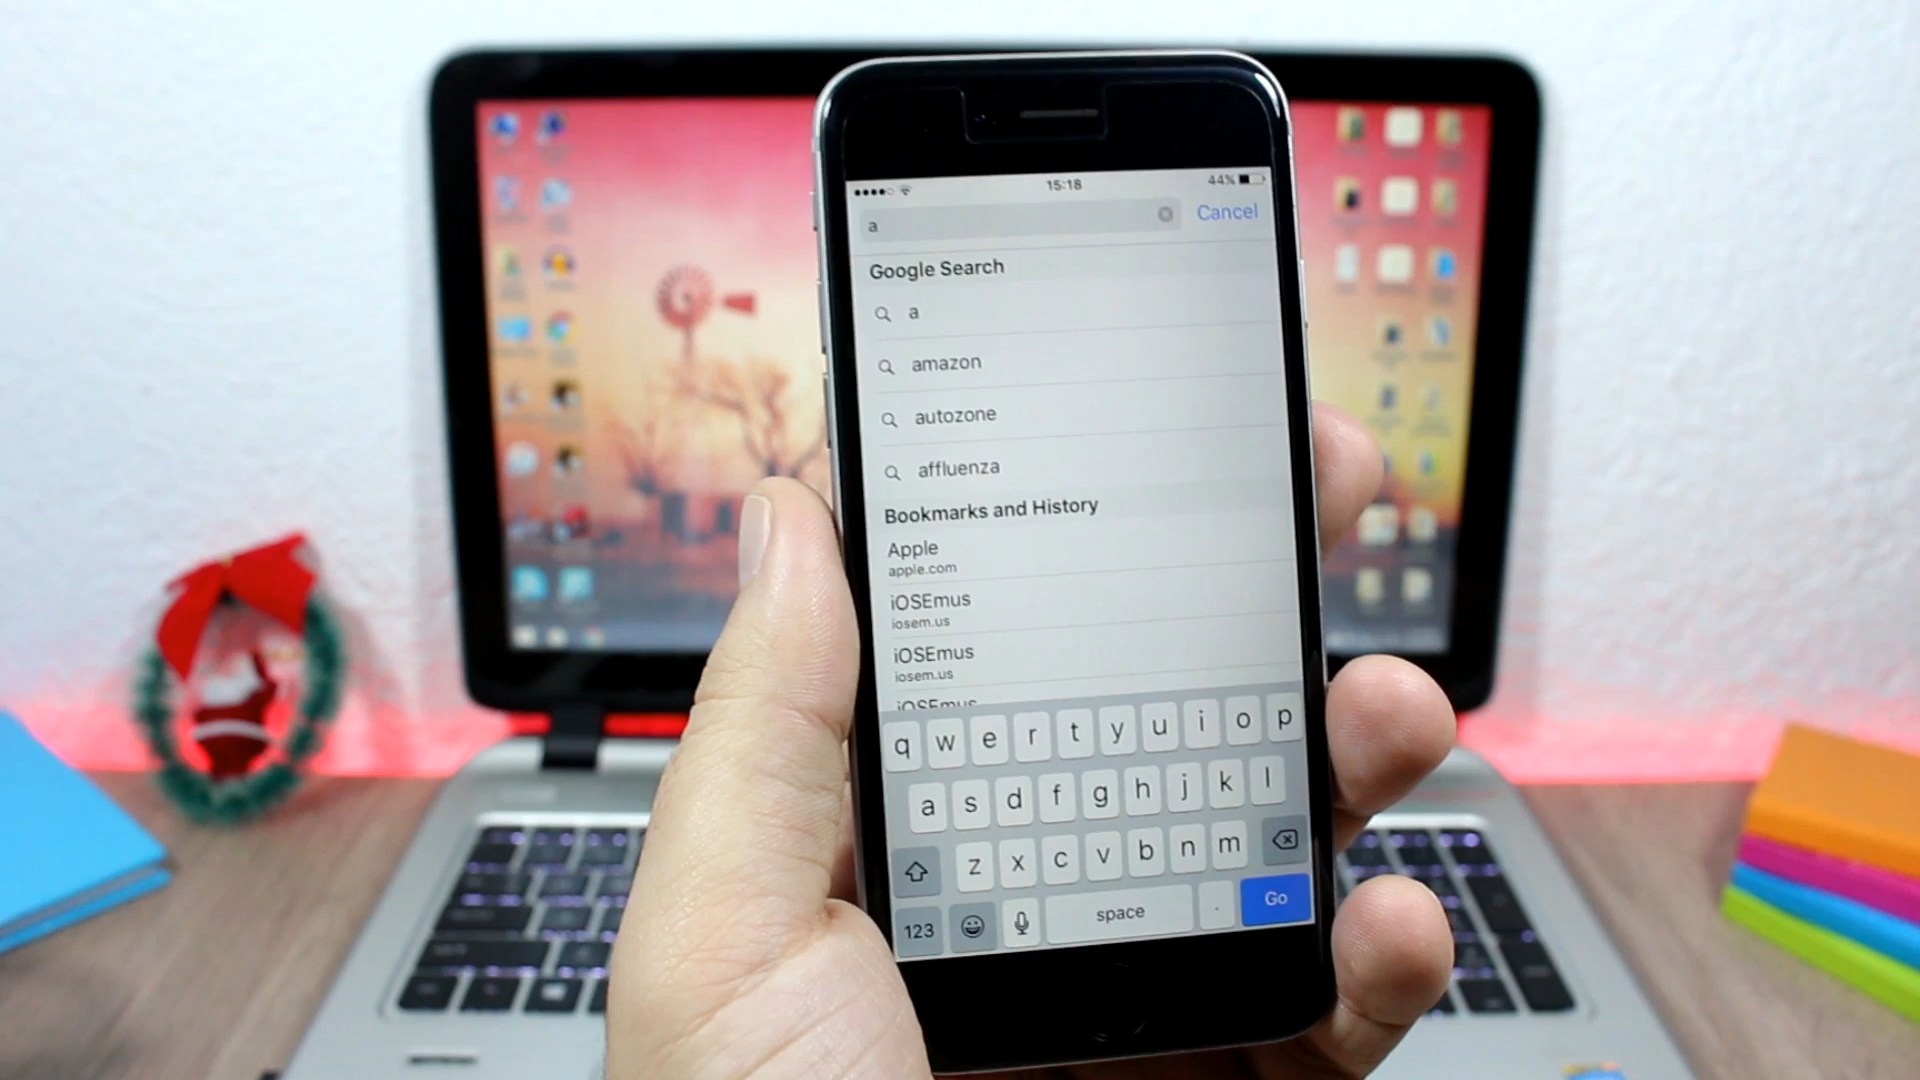 15:18
44%
a
Cancel
Google Search
a
amazon
autozone
affluenza
Bookmarks and History
Apple
apple.com
iOSEmus
iosem.us
iOSEmus
iosem.us
iOSEmus
q w e r t y u i o p
a s d f g h j k l
z x c v b n m
123
space
.
Go